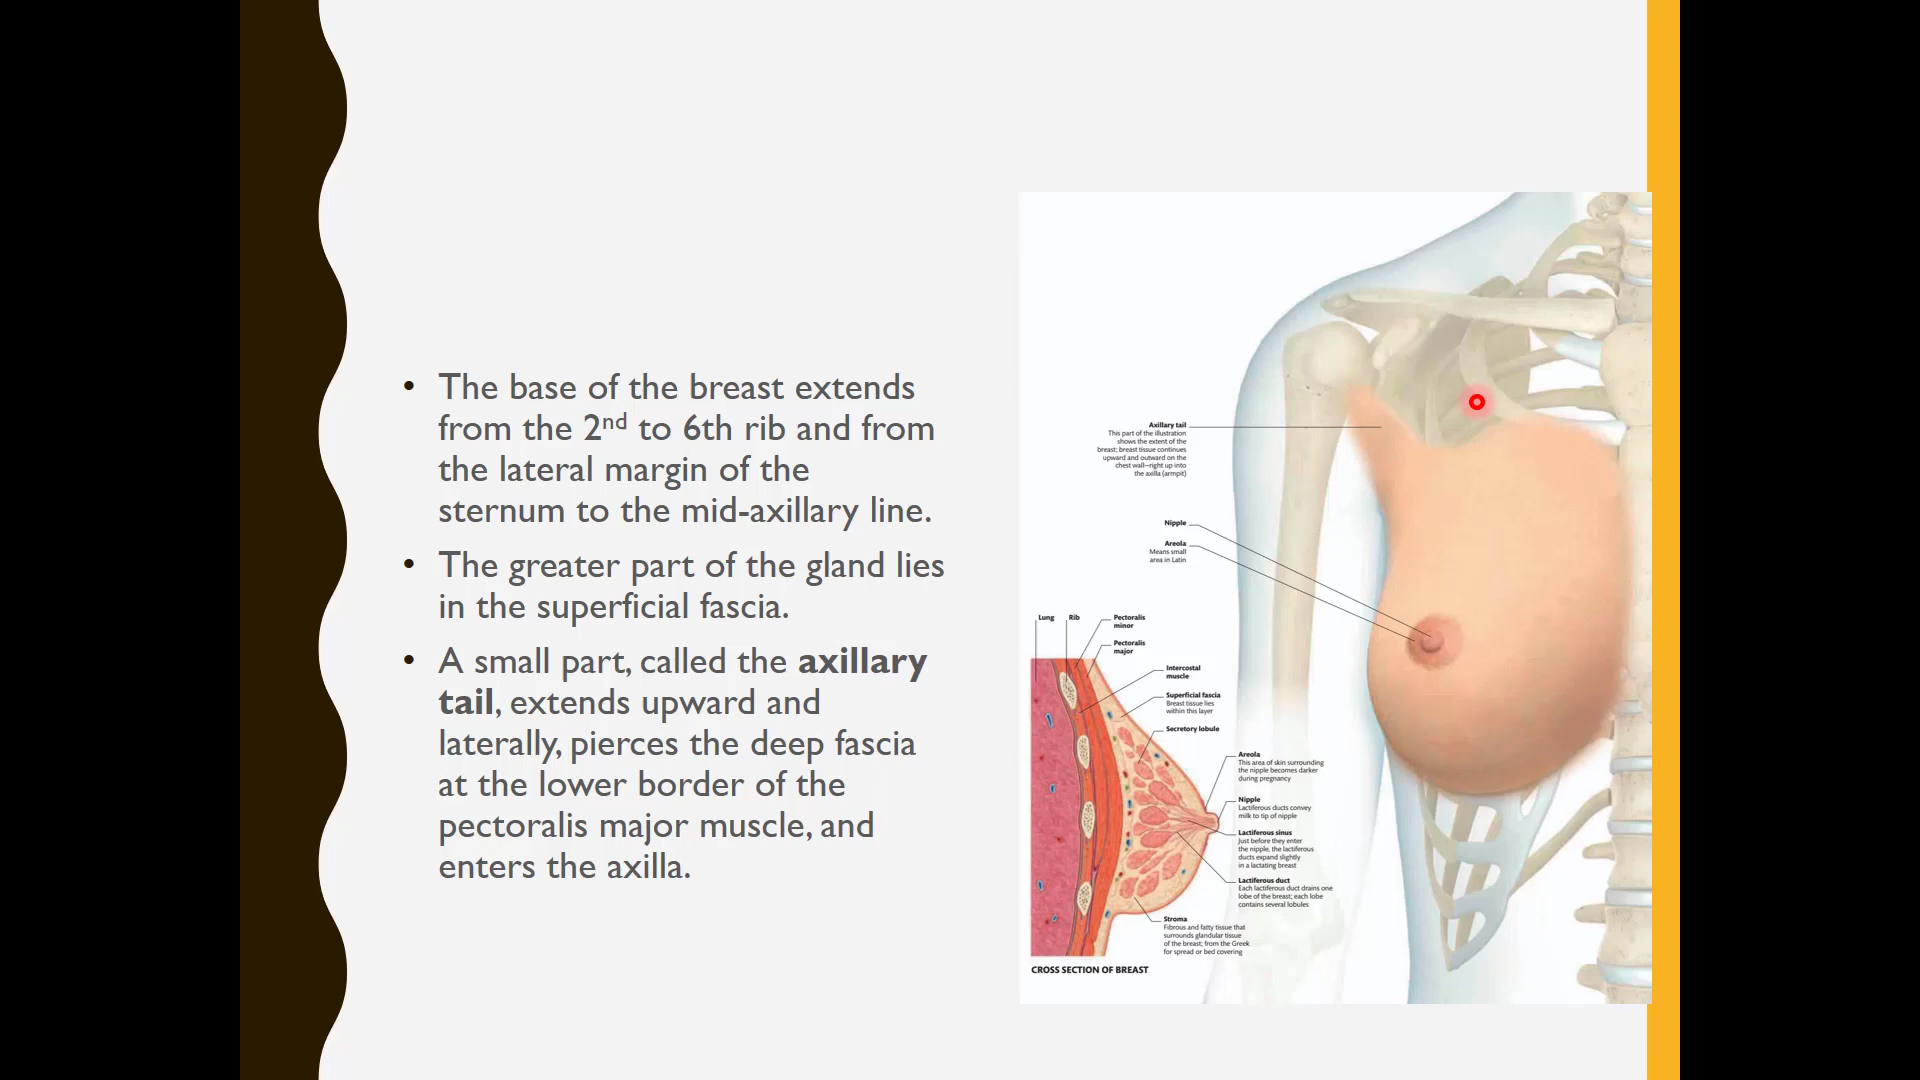 • The base of the breast extends
from the 2nd to 6th rib and from
the lateral margin of the
sternum to the mid-axillary line.
• The greater part of the gland lies
in the superficial fascia.
• A small part, called the axillary
tail, extends upward and
laterally, pierces the deep fascia
at the lower border of the
pectoralis major muscle, and
enters the axilla.
Axillary tail
This part of the illustration
shows the extent of the
breast; breast tissue continues
upward and outward on the
chest wall—right up into
the axilla (armpit)
Nipple
Areola
Means small
area in Latin
Lung
Rib
Pectoralis
minor
Pectoralis
major
Intercostal
muscle
Superficial fascia
Breast tissue lies
within this layer
Secretory lobule
Areola
This area of skin surrounding
the nipple becomes darker
during pregnancy
Nipple
Lactiferous ducts convey
milk to tip of nipple
Lactiferous sinus
Just before they enter
the nipple, the lactiferous
ducts expand slightly
in a lactating breast
Lactiferous duct
Each lactiferous duct drains one
lobe of the breast; each lobe
contains several lobules
Stroma
Fibrous and fatty tissue that
surrounds glandular tissue
of the breast; from the Greek
for spread or bed covering
CROSS SECTION OF BREAST